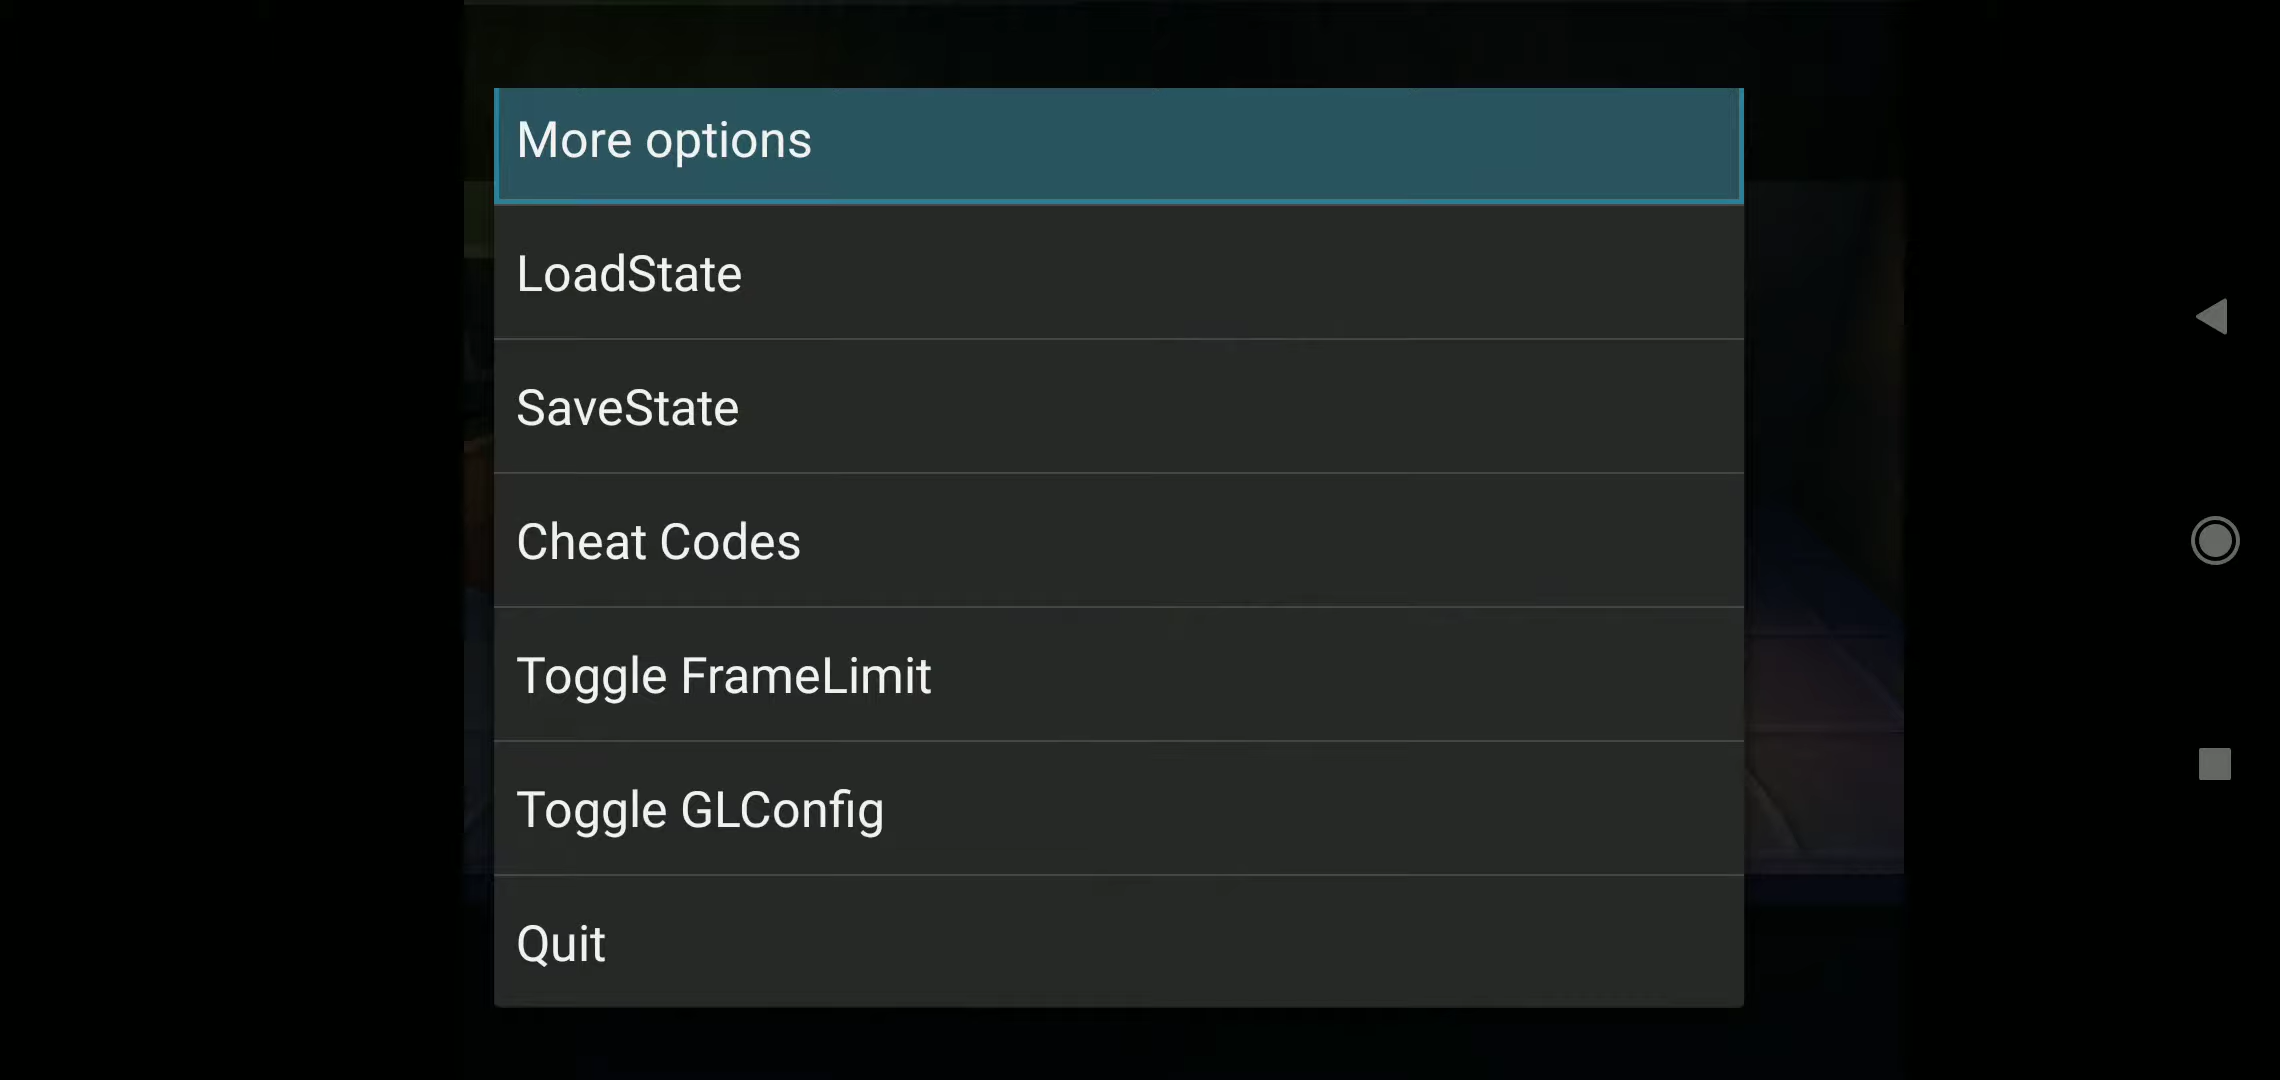 More options
LoadState
SaveState
Cheat Codes
Toggle FrameLimit
Toggle GLConfig
Quit